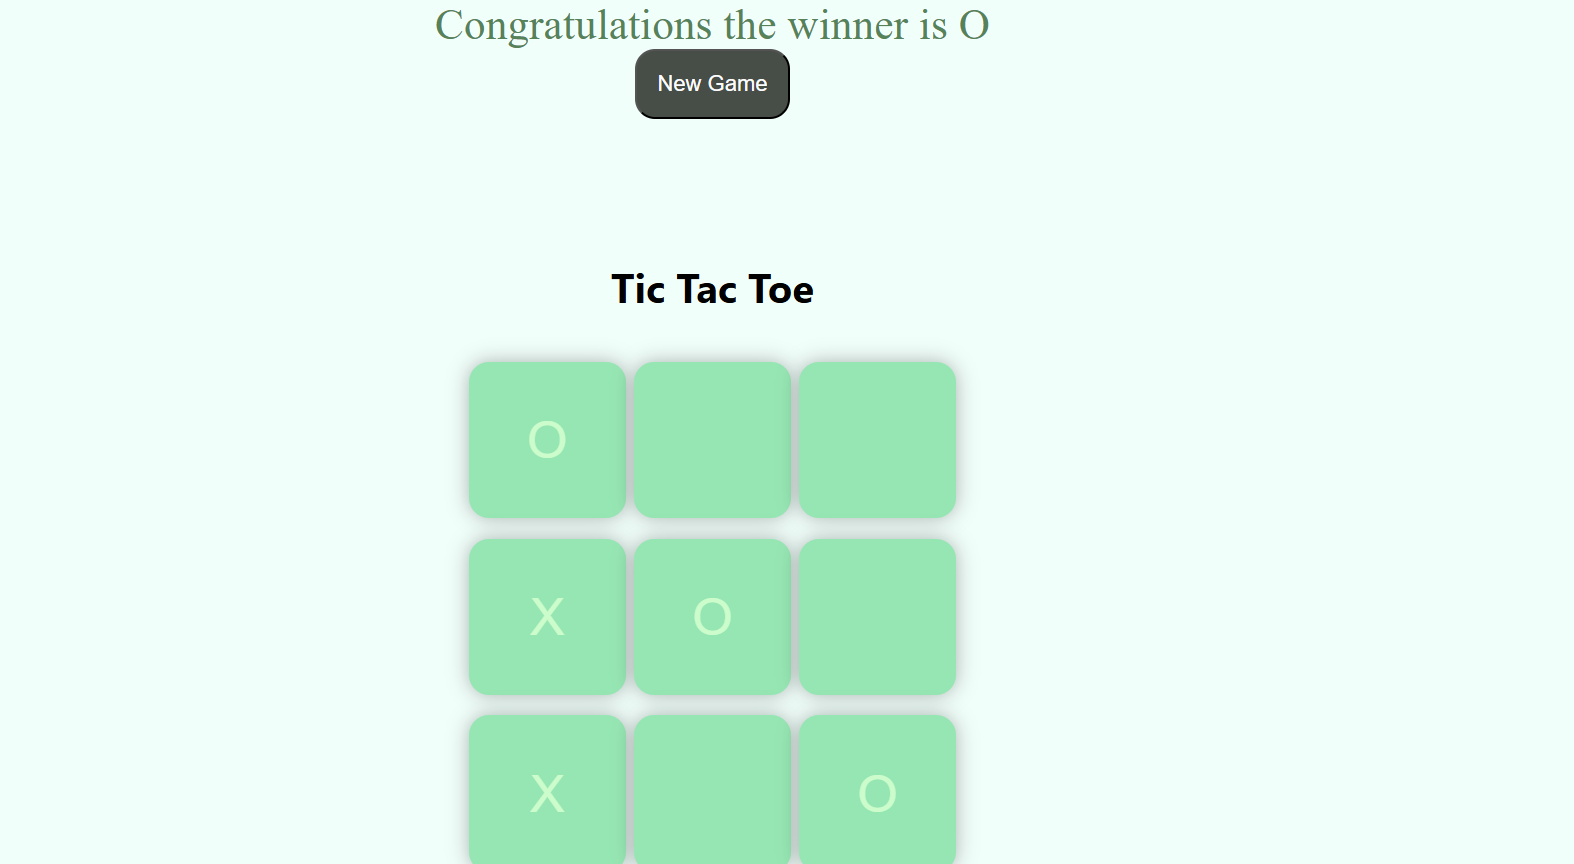 Congratulations the winner is O
New Game
Tic Tac Toe
O
X O
X O